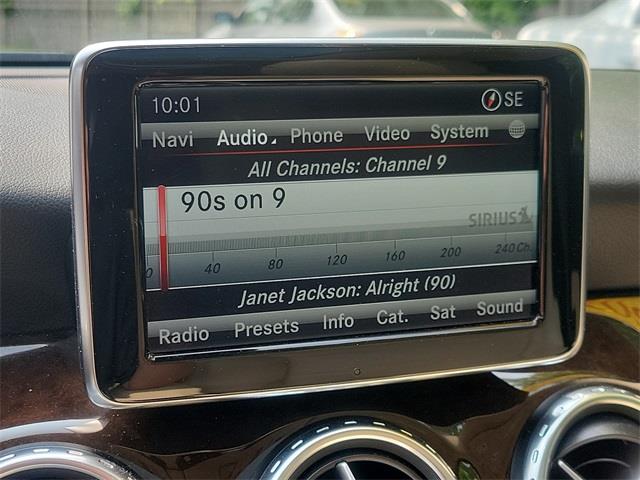 10:01 SE
Navi Audio Phone Video System
All Channels: Channel 9
90s on 9
SIRIUS
0 40 80 120 160 200 240 Ch.
Janet Jackson: Alright (90)
Radio Presets Info Cat. Sat Sound